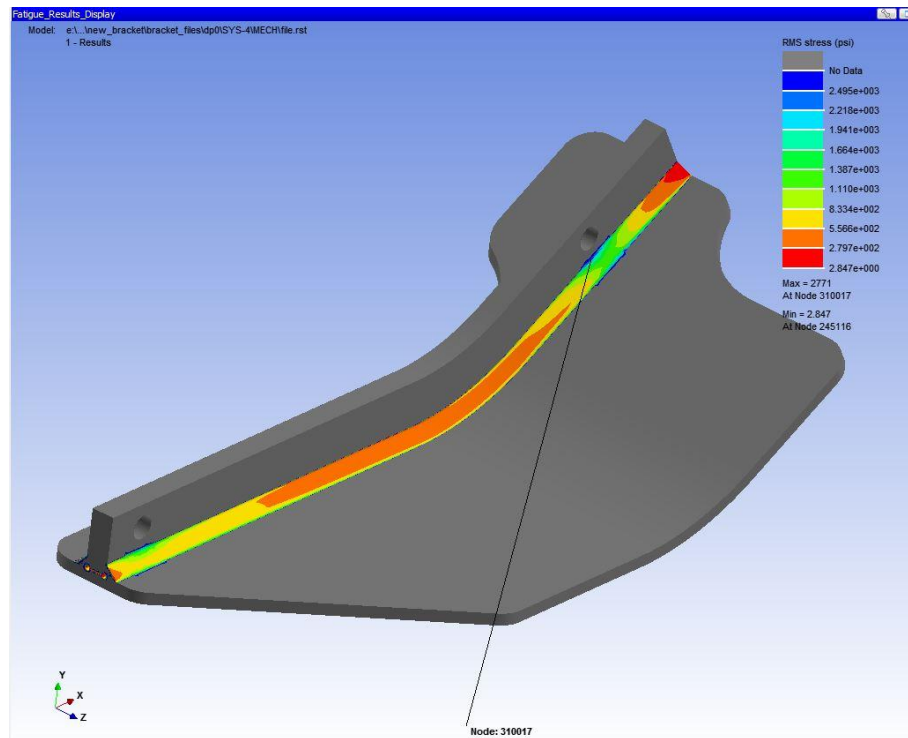 Fatigue_Results_Display
Model: e:\...\new_bracket\bracket_files\dp0\SYS-4\MECH\file.rst
1 - Results
RMS stress (psi)
No Data
2.495e+003
2.218e+003
1.941e+003
1.664e+003
1.387e+003
1.110e+003
8.334e+002
5.566e+002
2.797e+002
2.847e+000
Max = 2771
At Node 310017
Min = 2.847
At Node 245116
Y
X
Z
Node: 310017